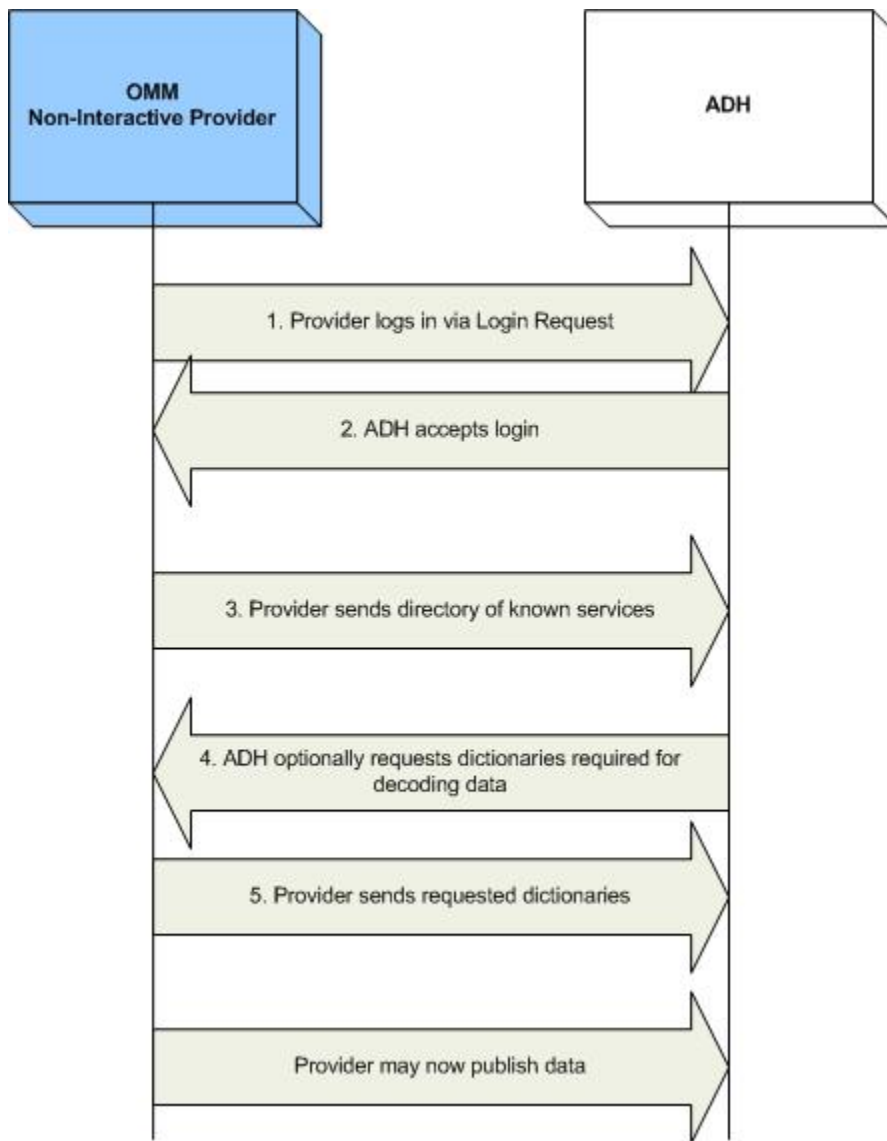 OMM
Non-Interactive Provider
ADH
1. Provider logs in via Login Request
2. ADH accepts login
3. Provider sends directory of known services
4. ADH optionally requests dictionaries required for
decoding data
5. Provider sends requested dictionaries
Provider may now publish data